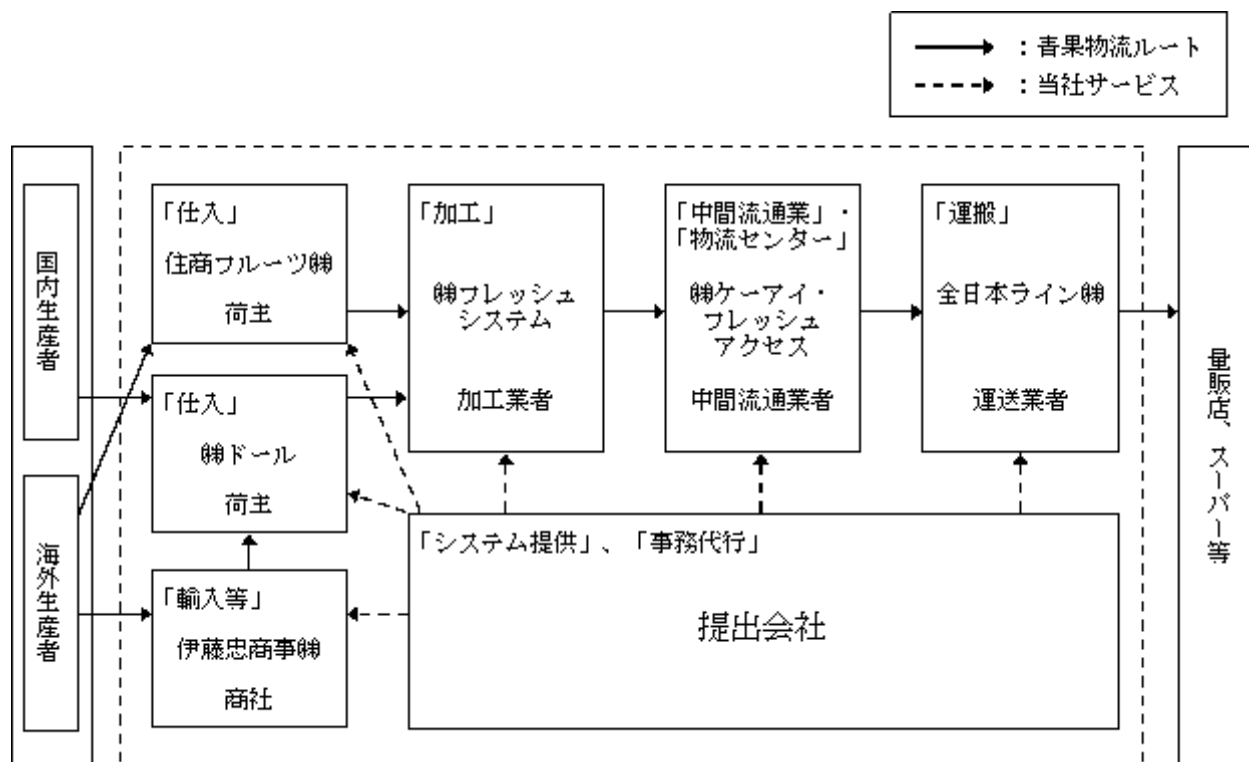 ：青果物流ルート
：当社サービス
国内生産者
海外生産者
「仕入」
住商フルーツ㈱
荷主
「仕入」
㈱ドール
荷主
「輸入等」
伊藤忠商事㈱
商社
「加工」
㈱フレッシュ
システム
加工業者
「中間流通業」・
「物流センター」
㈱ケーアイ・
フレッシュ
アクセス
中間流通業者
「運搬」
全日本ライン㈱
運送業者
「システム提供」、「事務代行」
提出会社
量販店、スーパー等